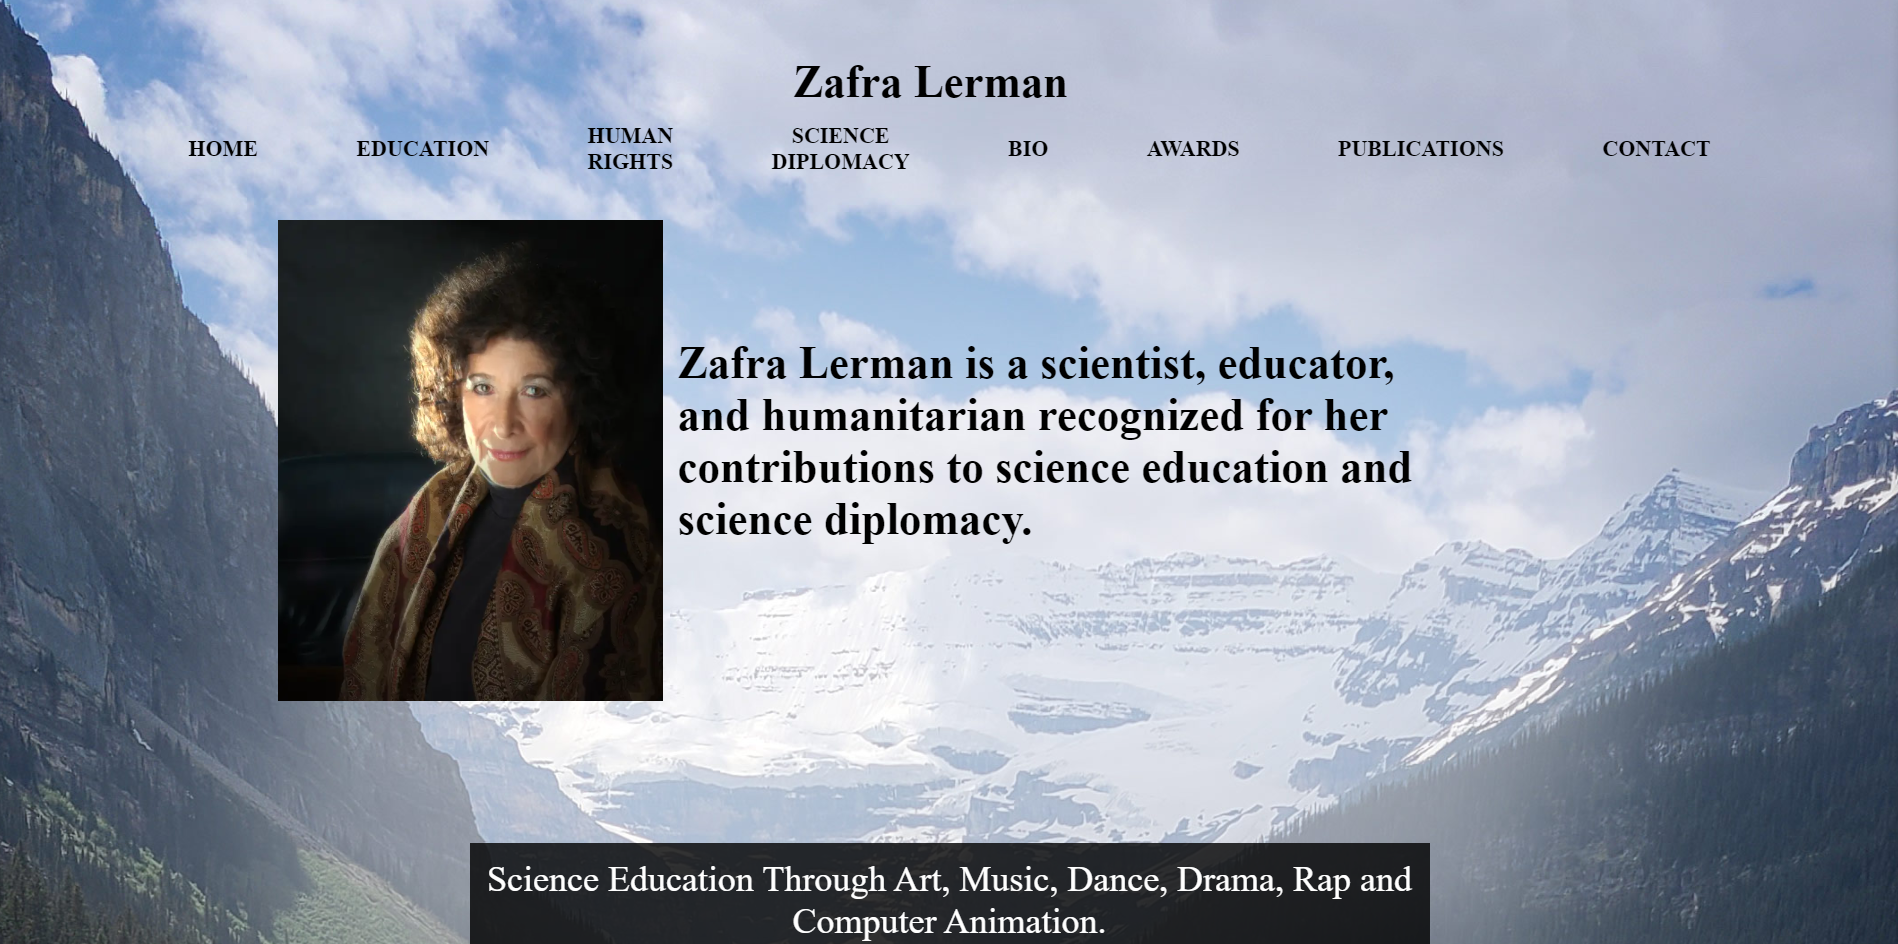 Zafra Lerman
HOME EDUCATION HUMAN RIGHTS SCIENCE DIPLOMACY BIO AWARDS PUBLICATIONS CONTACT
Zafra Lerman is a scientist, educator,
and humanitarian recognized for her
contributions to science education and
science diplomacy.
Science Education Through Art, Music, Dance, Drama, Rap and
Computer Animation.